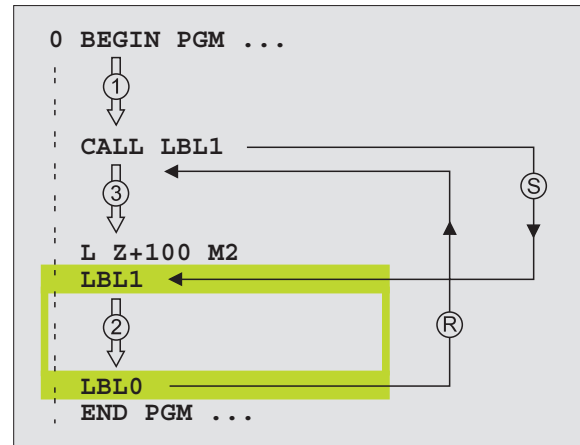 0 BEGIN PGM ...
1
CALL LBL1
S
3
L Z+100 M2
LBL1
2
R
LBL0
END PGM ...